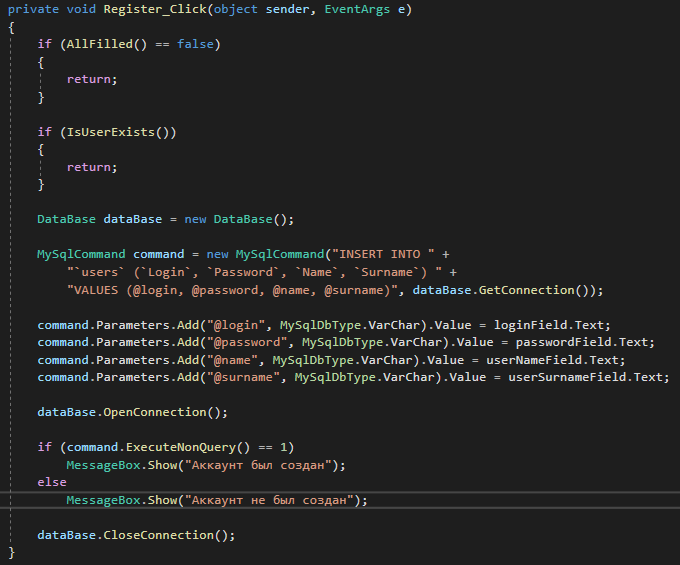 private void Register_Click(object sender, EventArgs e)
{
if (AllFilled() == false)
{
return;
}
if (IsUserExists())
{
return;
}
DataBase dataBase = new DataBase();
MySqlCommand command = new MySqlCommand("INSERT INTO " +
"`users` (`Login`, `Password`, `Name`, `Surname`) " +
"VALUES (@login, @password, @name, @surname)", dataBase.GetConnection());
command.Parameters.Add("@login", MySqlDbType.VarChar).Value = loginField.Text;
command.Parameters.Add("@password", MySqlDbType.VarChar).Value = passwordField.Text;
command.Parameters.Add("@name", MySqlDbType.VarChar).Value = userNameField.Text;
command.Parameters.Add("@surname", MySqlDbType.VarChar).Value = userSurnameField.Text;
dataBase.OpenConnection();
if (command.ExecuteNonQuery() == 1)
MessageBox.Show("Аккаунт был создан");
else
MessageBox.Show("Аккаунт не был создан");
dataBase.CloseConnection();
}